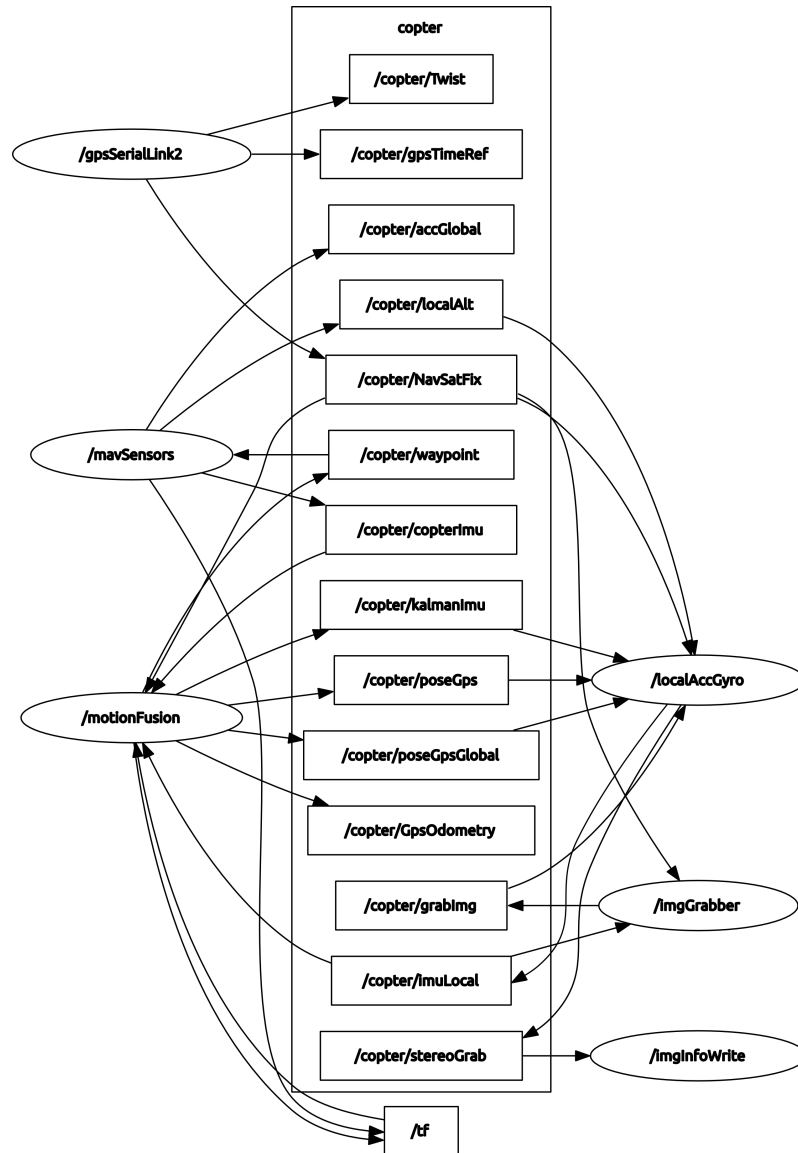 copter
/copter/Twist
/gpsSerialLink2
/copter/gpsTimeRef
/copter/accGlobal
/copter/localAlt
/copter/NavSatFix
/mavSensors
/copter/waypoint
/copter/copterImu
/copter/kalmanImu
/copter/poseGps
/localAccGyro
/motionFusion
/copter/poseGpsGlobal
/copter/GpsOdometry
/copter/grabImg
/imgGrabber
/copter/imuLocal
/copter/stereoGrab
/imgInfoWrite
/tf